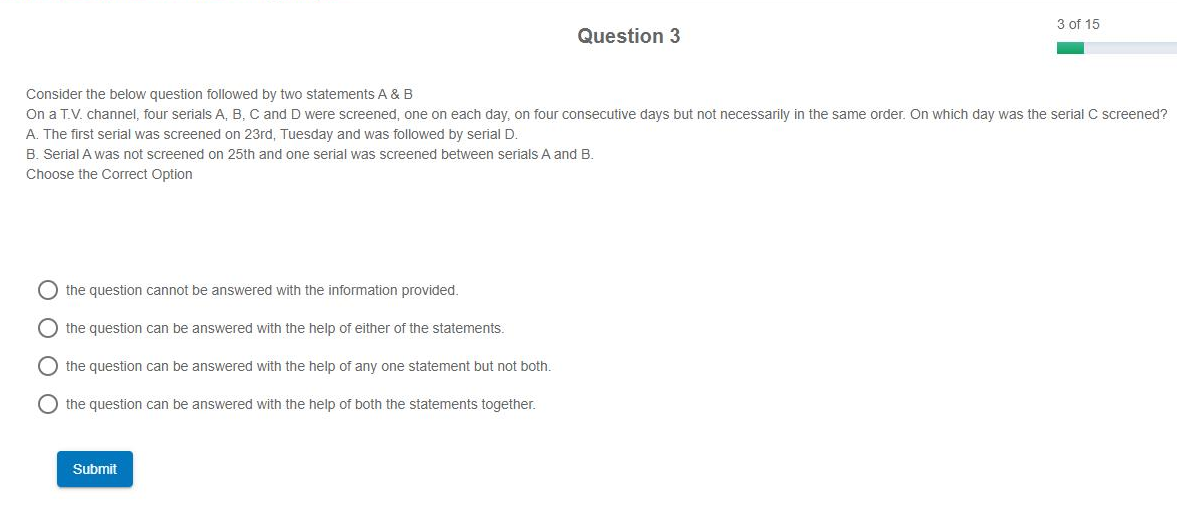 3 of 15
Question 3
Consider the below question followed by two statements A & B
On a T.V. channel, four serials A, B, C and D were screened, one on each day, on four consecutive days but not necessarily in the same order. On which day was the serial C screened?
A. The first serial was screened on 23rd, Tuesday and was followed by serial D.
B. Serial A was not screened on 25th and one serial was screened between serials A and B.
Choose the Correct Option
the question cannot be answered with the information provided.
the question can be answered with the help of either of the statements.
the question can be answered with the help of any one statement but not both.
the question can be answered with the help of both the statements together.
Submit